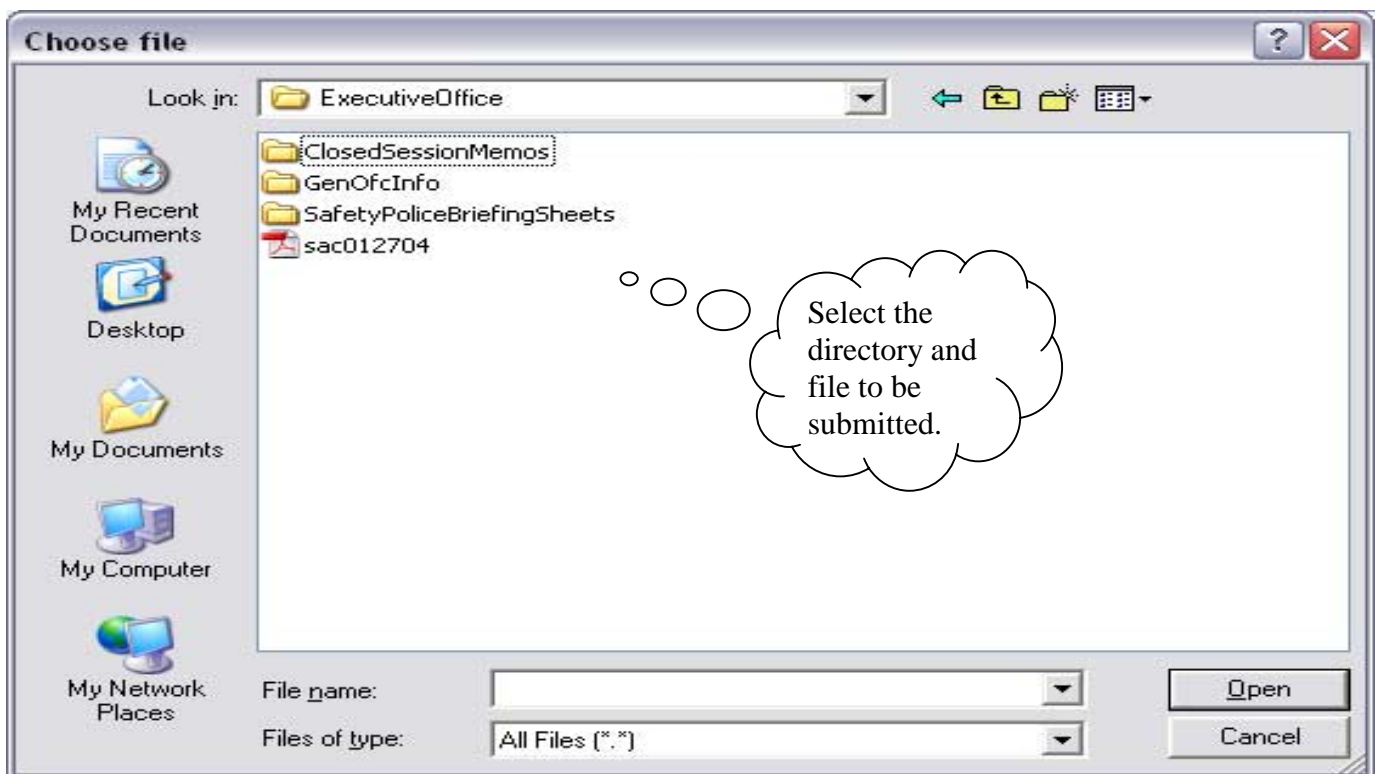 Choose file
Look in:
ExecutiveOffice
ClosedSessionMemos
GenOfcInfo
SafetyPoliceBriefingSheets
sac012704
My Recent
Documents
Desktop
My Documents
My Computer
My Network
Places
Select the
directory and
file to be
submitted.
File name:
Open
Files of type:
All Files (*.*)
Cancel